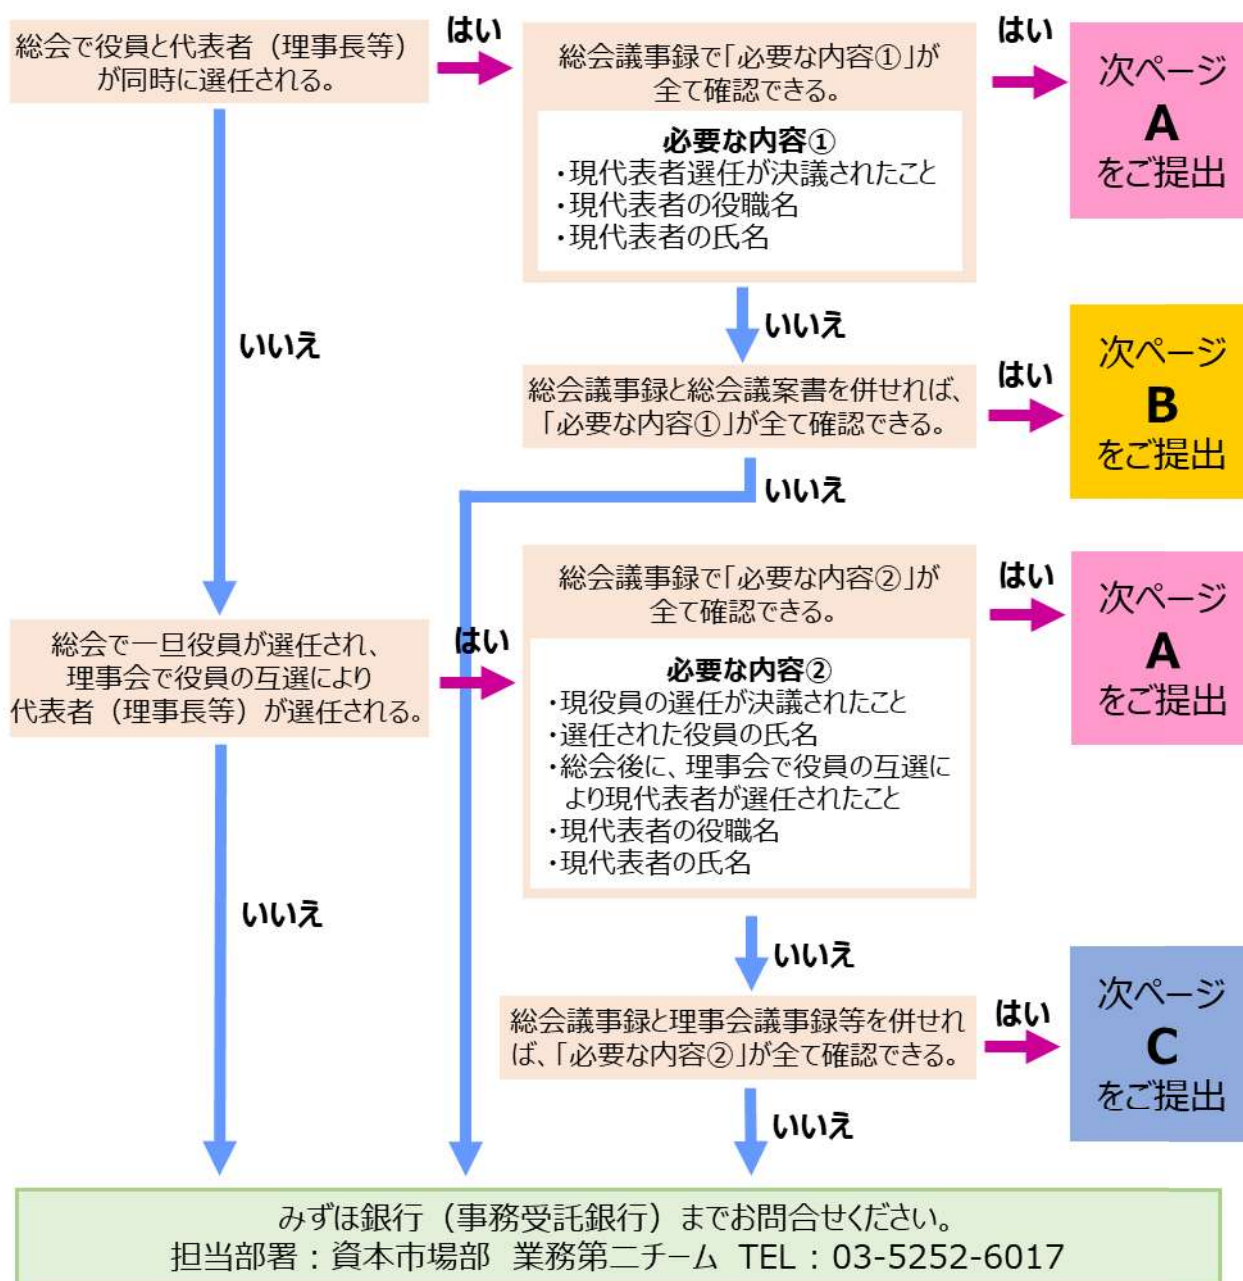 総会で役員と代表者（理事長等）
が同時に選任される。
はい
総会議事録で「必要な内容①」が
全て確認できる。
必要な内容①
・現代表者選任が決議されたこと
・現代表者の役職名
・現代表者の氏名
はい
次ページ
A
をご提出
いいえ
いいえ
総会議事録と総会議案書を併せれば、
「必要な内容①」が全て確認できる。
はい
次ページ
B
をご提出
いいえ
総会で一旦役員が選任され、
理事会で役員の互選により
代表者（理事長等）が選任される。
はい
総会議事録で「必要な内容②」が
全て確認できる。
必要な内容②
・現役員の選任が決議されたこと
・選任された役員の氏名
・総会後に、理事会で役員の互選に
より現代表者が選任されたこと
・現代表者の役職名
・現代表者の氏名
はい
次ページ
A
をご提出
いいえ
いいえ
総会議事録と理事会議事録等を併せれ
ば、「必要な内容②」が全て確認できる。
はい
次ページ
C
をご提出
いいえ
みずほ銀行（事務受託銀行）までお問合せください。
担当部署：資本市場部 業務第二チーム TEL：03-5252-6017